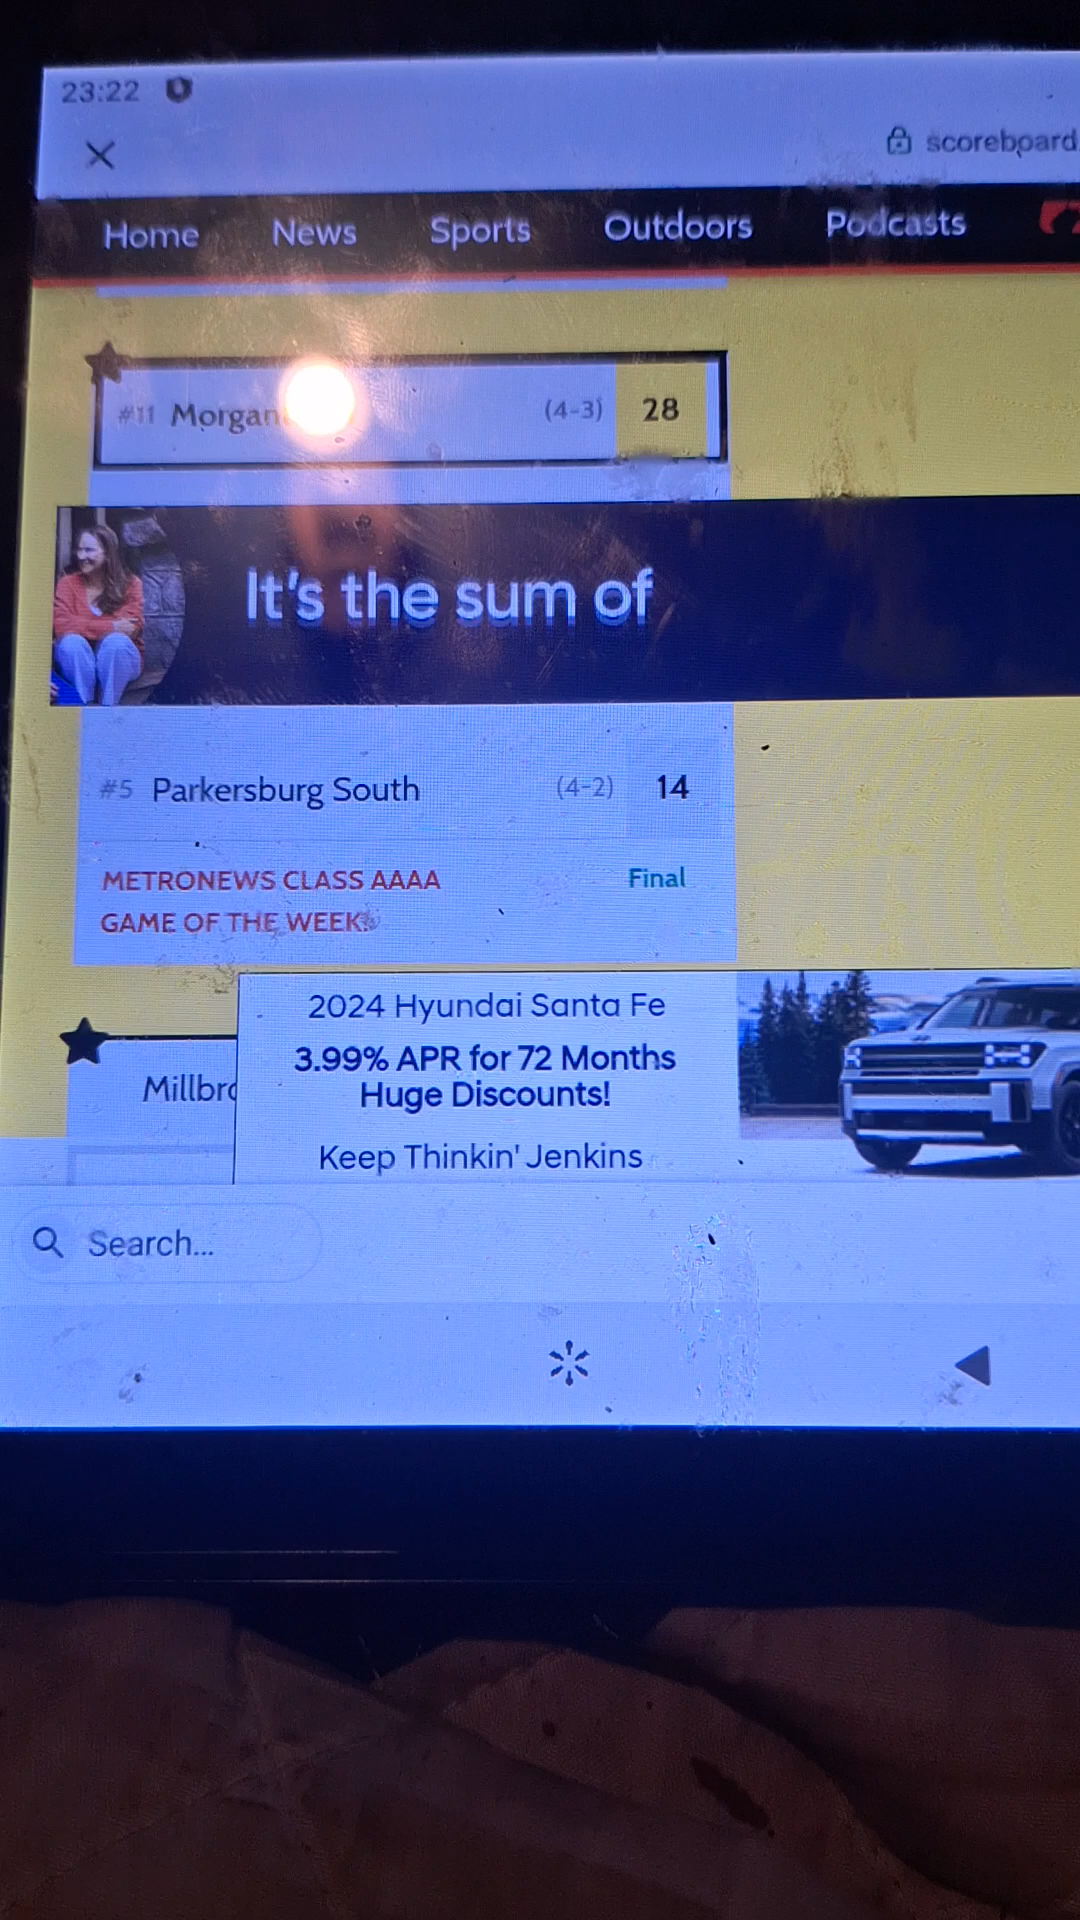 23:22
scoreboard
Home News Sports Outdoors Podcasts
#11 (4-3) 28
It's the sum of
#5 Parkersburg South (4-2) 14
METRONEWS CLASS AAAA Final
GAME OF THE WEEK!
2024 Hyundai Santa Fe
3.99% APR for 72 Months
Huge Discounts!
Keep Thinkin' Jenkins
Search...